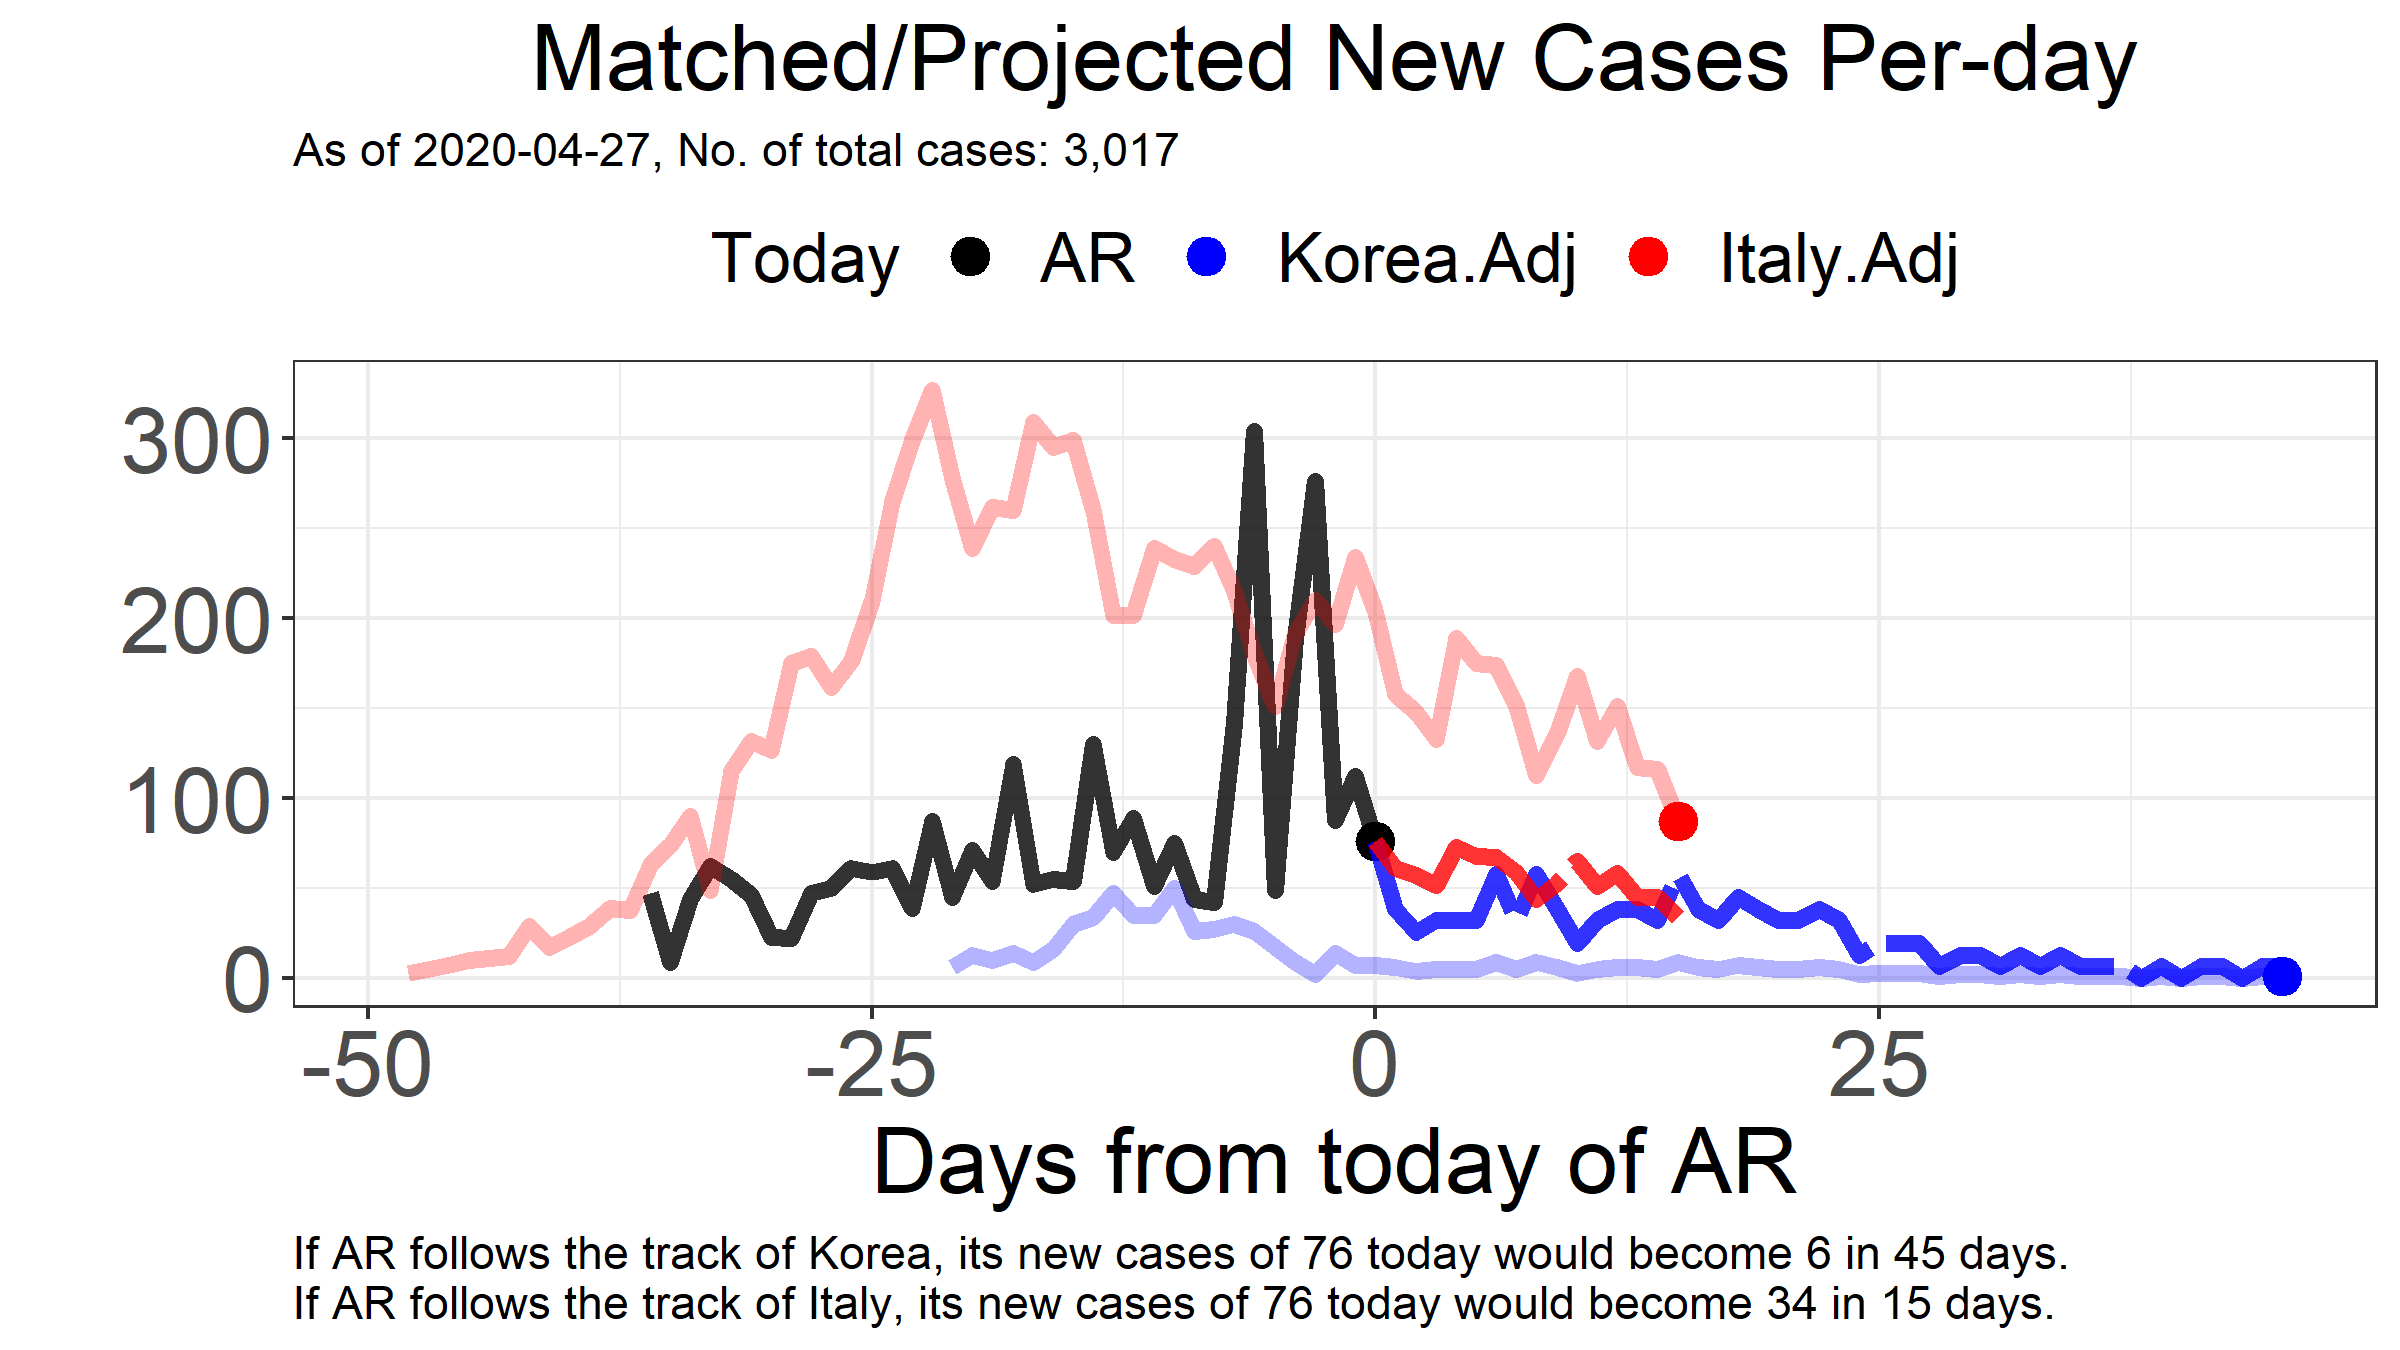 Matched/Projected New Cases Per-day
As of 2020-04-27, No. of total cases: 3,017
Today AR Korea.Adj Italy.Adj
300
200
100
0
-50 -25 0 25
Days from today of AR
If AR follows the track of Korea, its new cases of 76 today would become 6 in 45 days.
If AR follows the track of Italy, its new cases of 76 today would become 34 in 15 days.